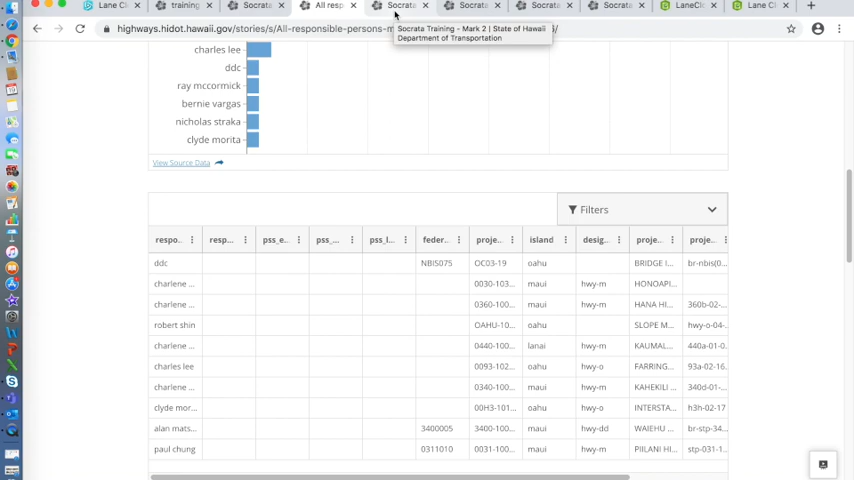 Lane Cl
training
Socrata
All resp
Socrata
Socrata
Socrata
Socrata
LaneCl
Lane C
highways.hidot.hawaii.gov/stories/s/All-responsible-persons-m
Socrata Training - Mark 2 | State of Hawaii
Department of Transportation
charles lee
ddc
ray mccormick
bernie vargas
nicholas straka
clyde morita
View Source Data
Filters
respo.. resp... pss_e.. pss_... pss_l... feder.. proje... island desig.. proje.. proje..
ddc NBIS075 OC03-19 oahu BRIDGE I... br-nbis(0...
charlene ... 0030-103... maui hwy-m HONOAPI...
charlene ... 0360-100... maui hwy-m HANA HI... 360b-02-...
robert shin OAHU-10... oahu SLOPE M... hwy-o-04-..
charlene ... 0440-100... lanai hwy-m KAUMAL... 440a-01-0..
charles lee 0093-102... oahu hwy-o FARRING... 93a-02-16..
charlene ... 0340-100... maui hwy-m KAHEKILI ... 340d-01-...
clyde mor... 00H3-101... oahu hwy-o INTERSTA... h3h-02-17
alan mats... 3400005 3400-100... maui hwy-dd WAIEHU ... br-stp-34...
paul chung 0311010 0031-100... maui hwy-m PIILANI HI... stp-031-1...